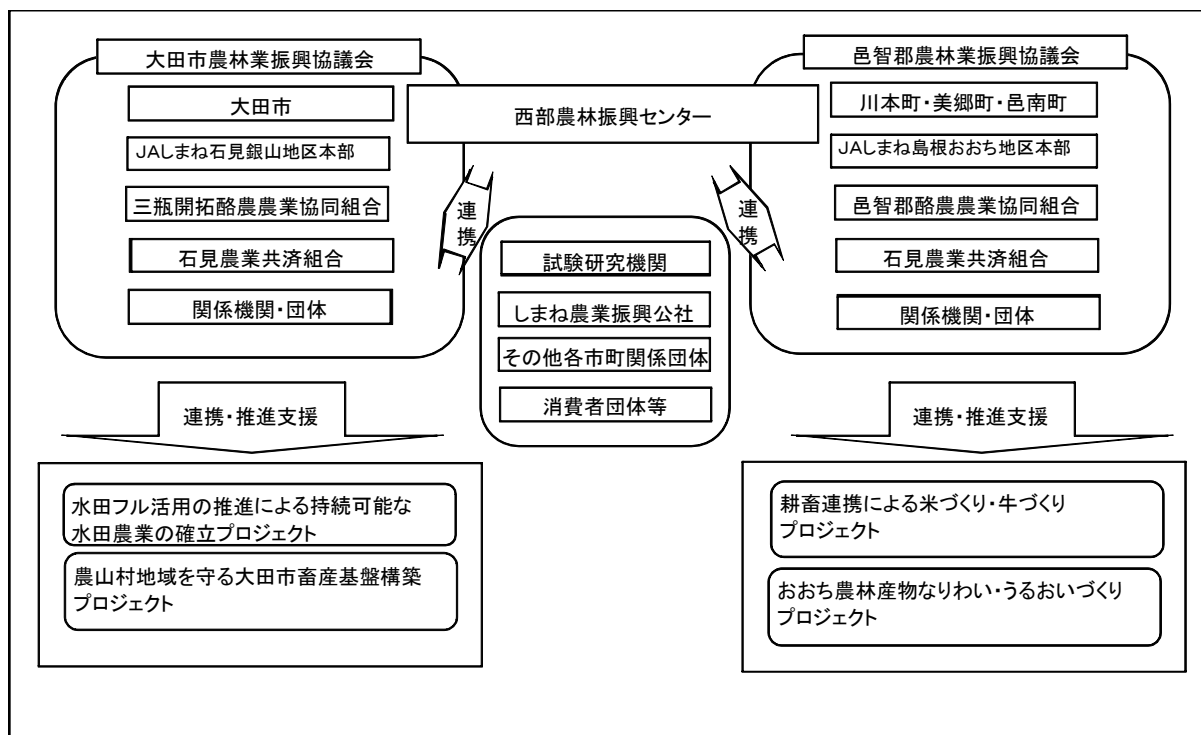 大田市農林業振興協議会
大田市
JAしまね石見銀山地区本部
三瓶開拓酪農農業協同組合
石見農業共済組合
関係機関・団体
西部農林振興センター
連携
連携
試験研究機関
しまね農業振興公社
その他各市町関係団体
消費者団体等
邑智郡農林業振興協議会
川本町・美郷町・邑南町
JAしまね島根おおち地区本部
邑智郡酪農農業協同組合
石見農業共済組合
関係機関・団体
連携・推進支援
水田フル活用の推進による持続可能な
水田農業の確立プロジェクト
農山村地域を守る大田市畜産基盤構築
プロジェクト
連携・推進支援
耕畜連携による米づくり・牛づくり
プロジェクト
おおち農林産物なりわい・うるおいづくり
プロジェクト